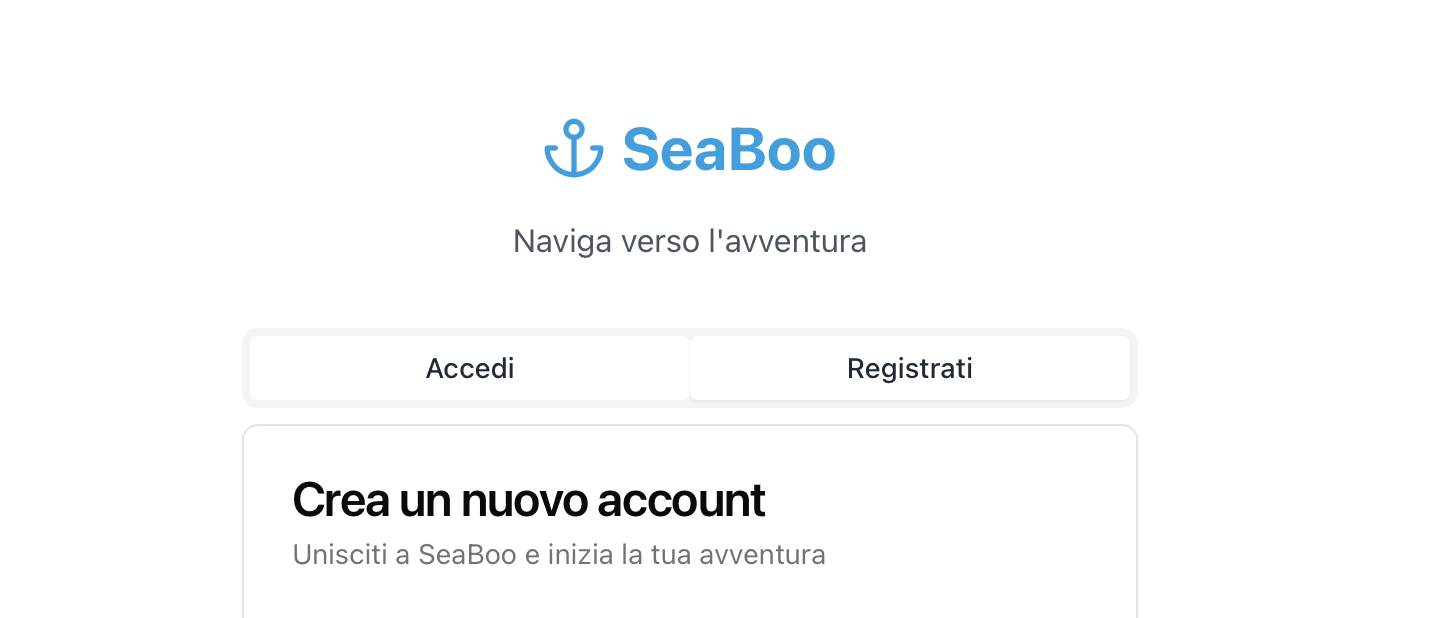 SeaBoo
Naviga verso l'avventura
Accedi
Registrati
Crea un nuovo account
Unisciti a SeaBoo e inizia la tua avventura